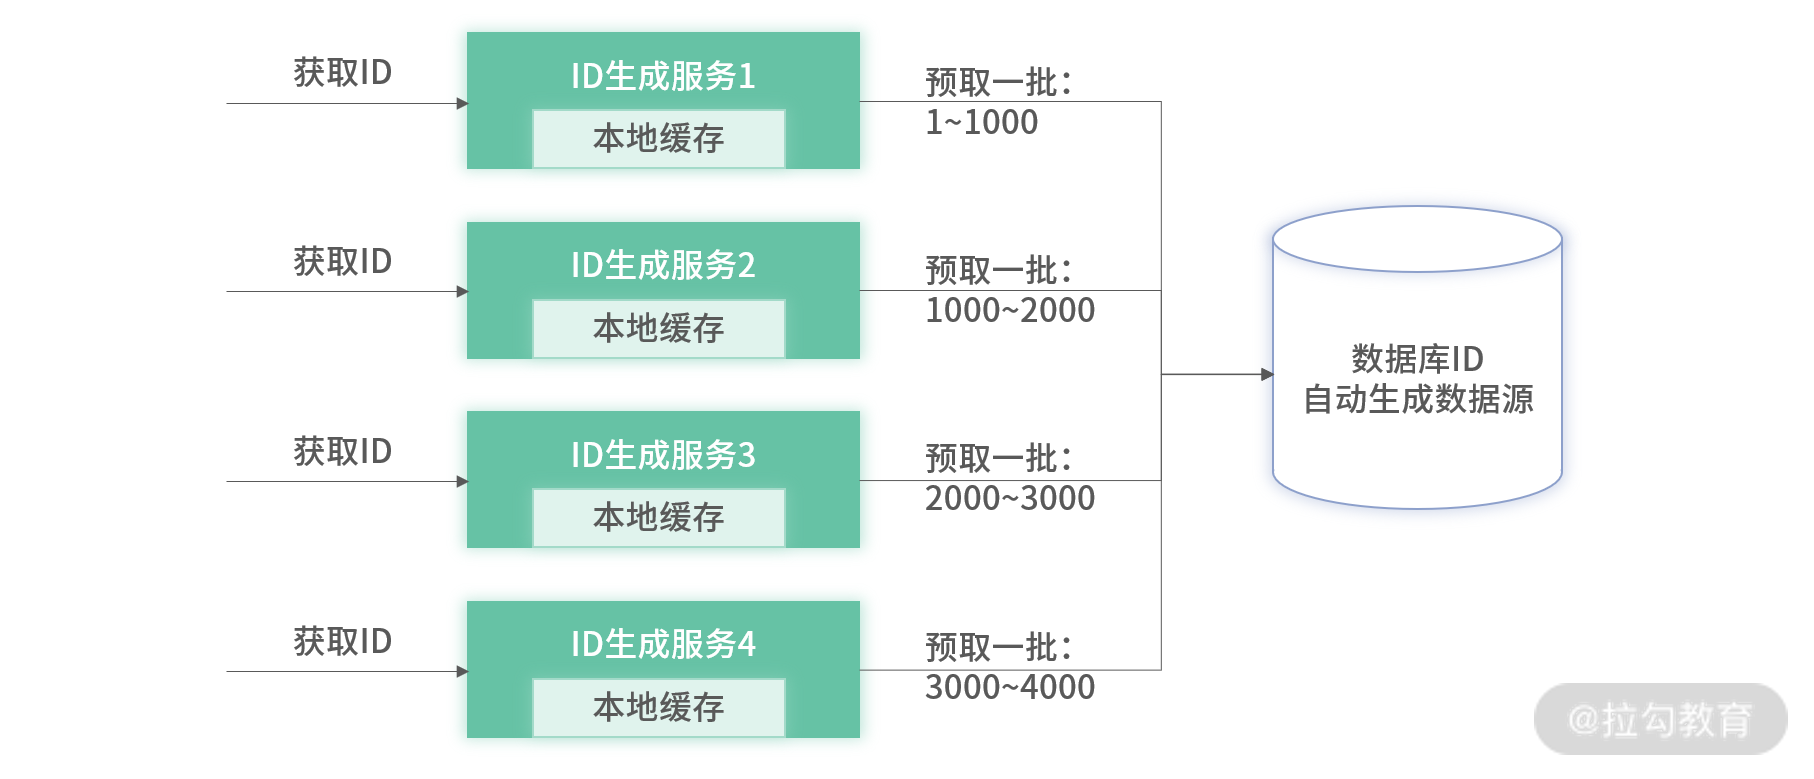 获取ID
ID生成服务1
本地缓存
预取一批：
1~1000
获取ID
ID生成服务2
本地缓存
预取一批：
1000~2000
获取ID
ID生成服务3
本地缓存
预取一批：
2000~3000
获取ID
ID生成服务4
本地缓存
预取一批：
3000~4000
数据库ID
自动生成数据源
@拉勾教育